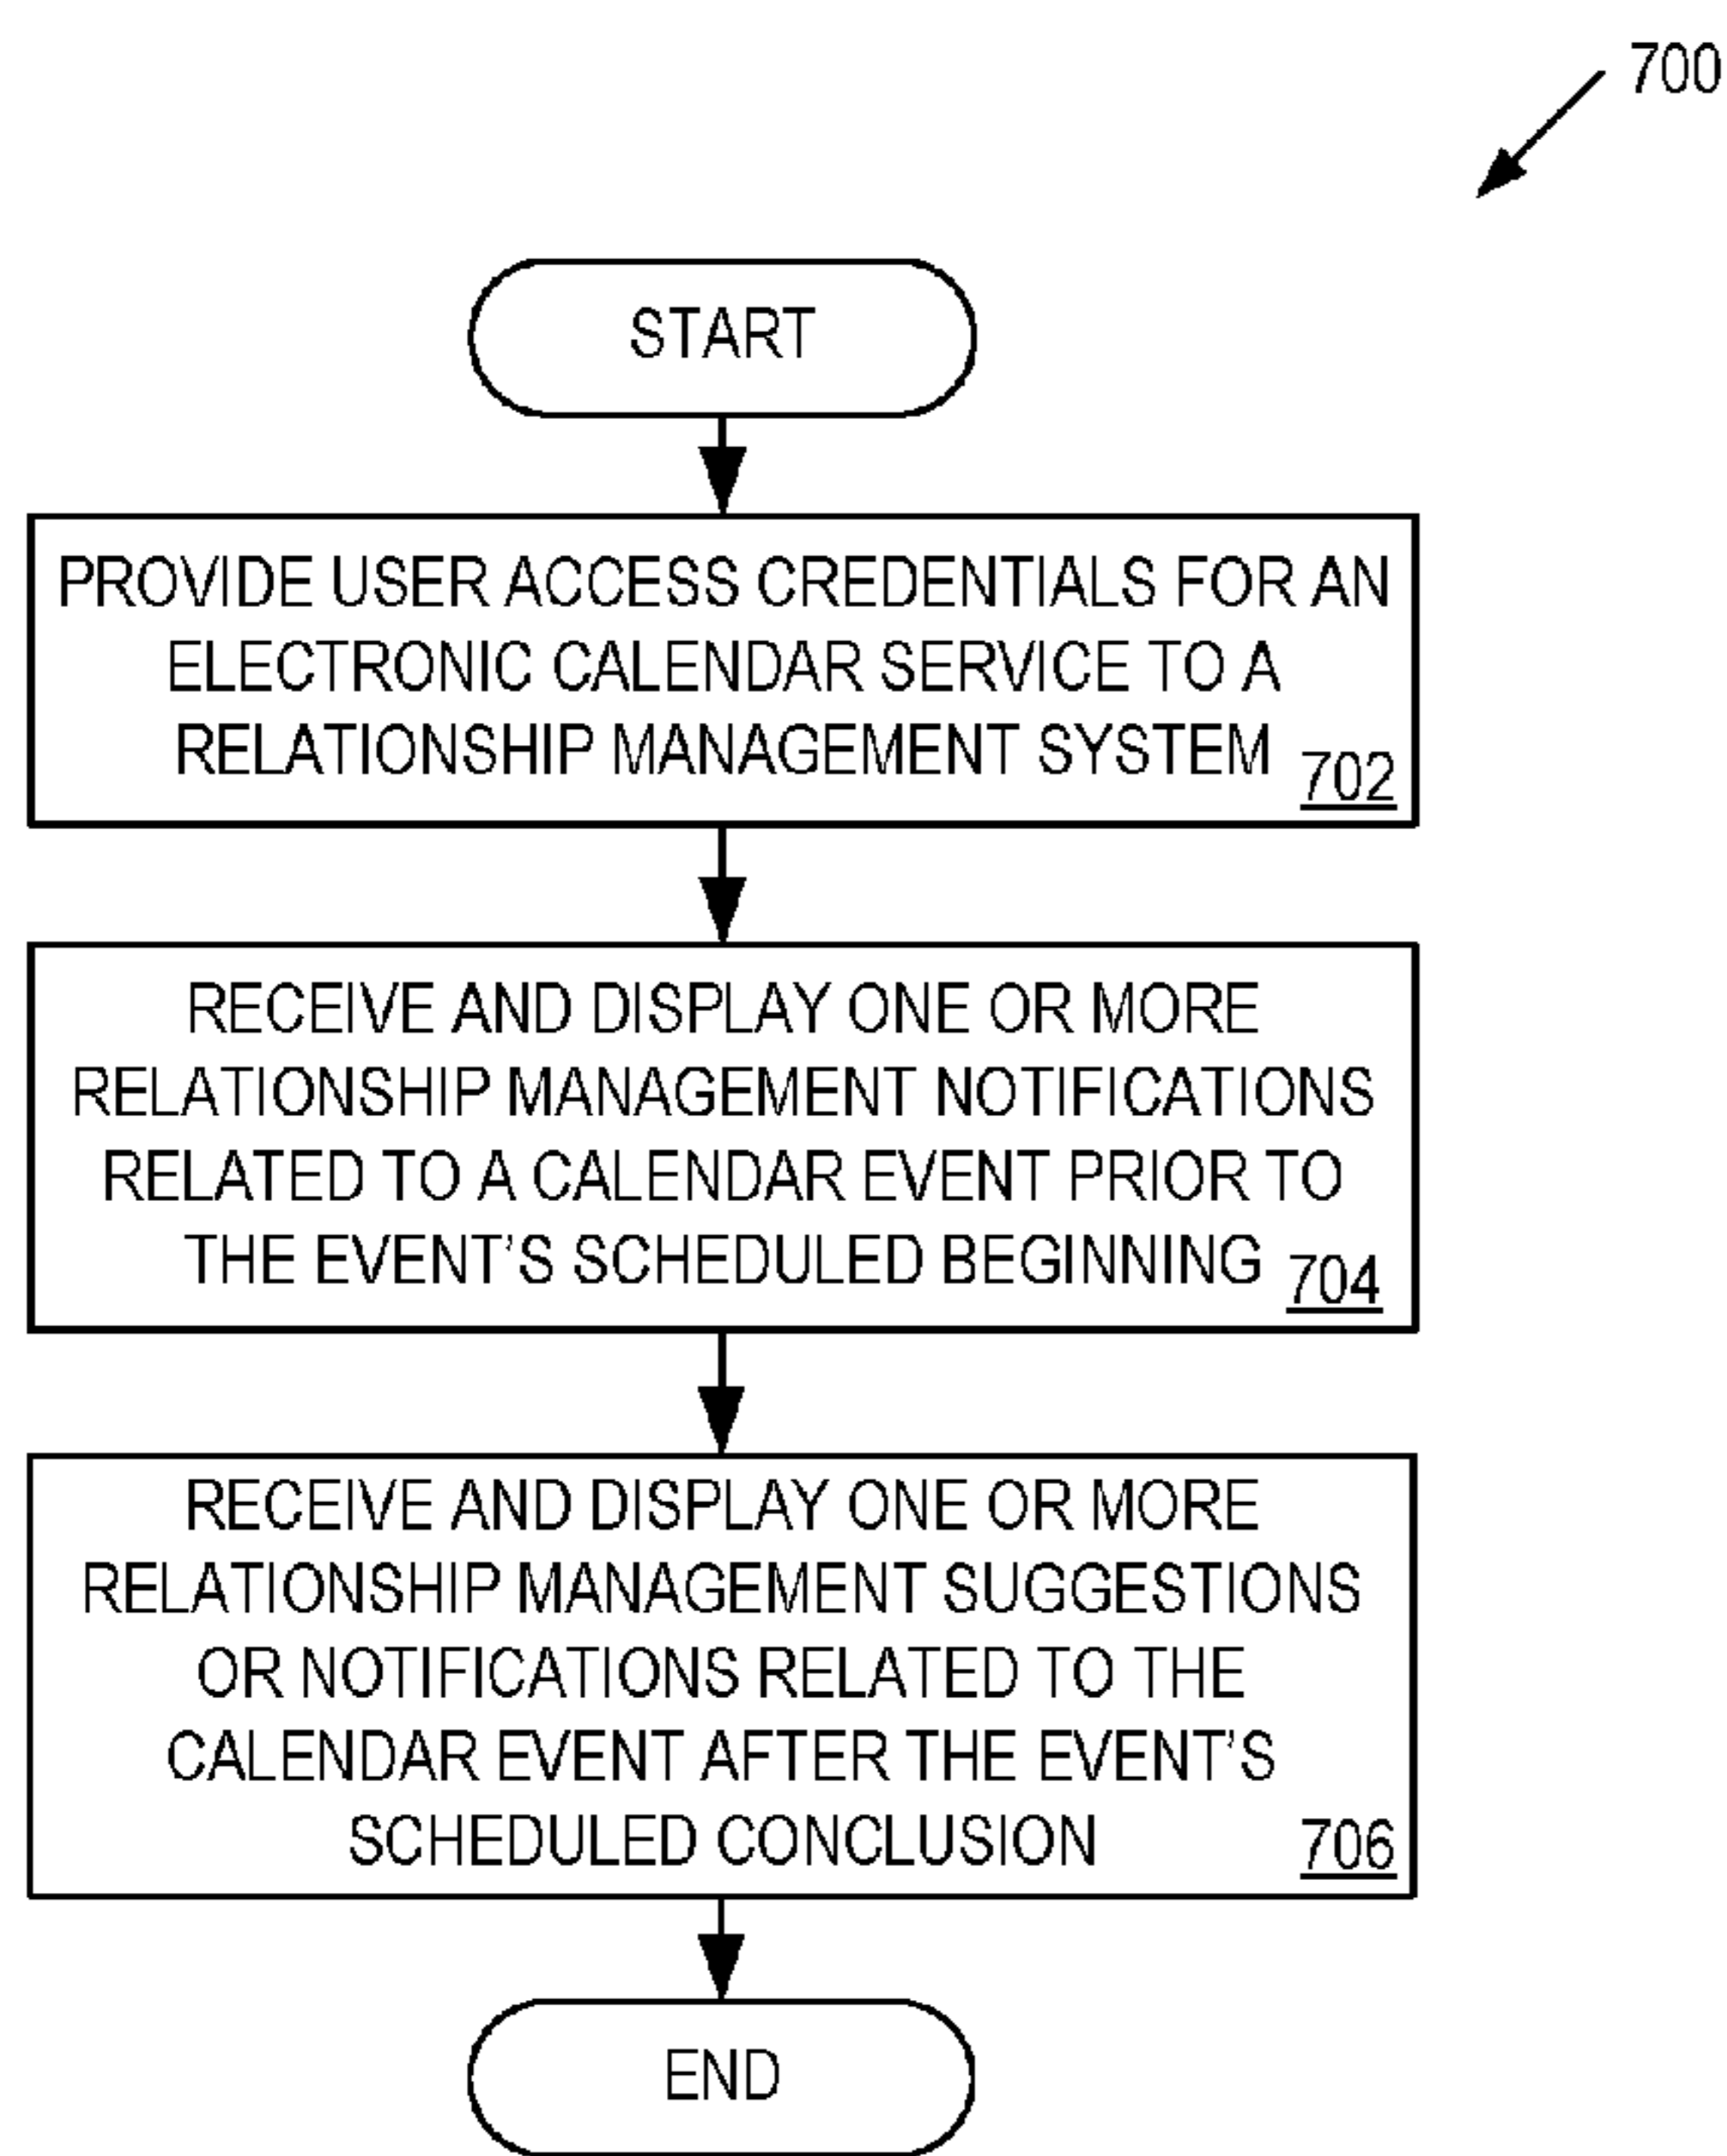 700
START
PROVIDE USER ACCESS CREDENTIALS FOR AN
ELECTRONIC CALENDAR SERVICE TO A
RELATIONSHIP MANAGEMENT SYSTEM
702
RECEIVE AND DISPLAY ONE OR MORE
RELATIONSHIP MANAGEMENT NOTIFICATIONS
RELATED TO A CALENDAR EVENT PRIOR TO
THE EVENT'S SCHEDULED BEGINNING
704
RECEIVE AND DISPLAY ONE OR MORE
RELATIONSHIP MANAGEMENT SUGGESTIONS
OR NOTIFICATIONS RELATED TO THE
CALENDAR EVENT AFTER THE EVENT'S
SCHEDULED CONCLUSION
706
END